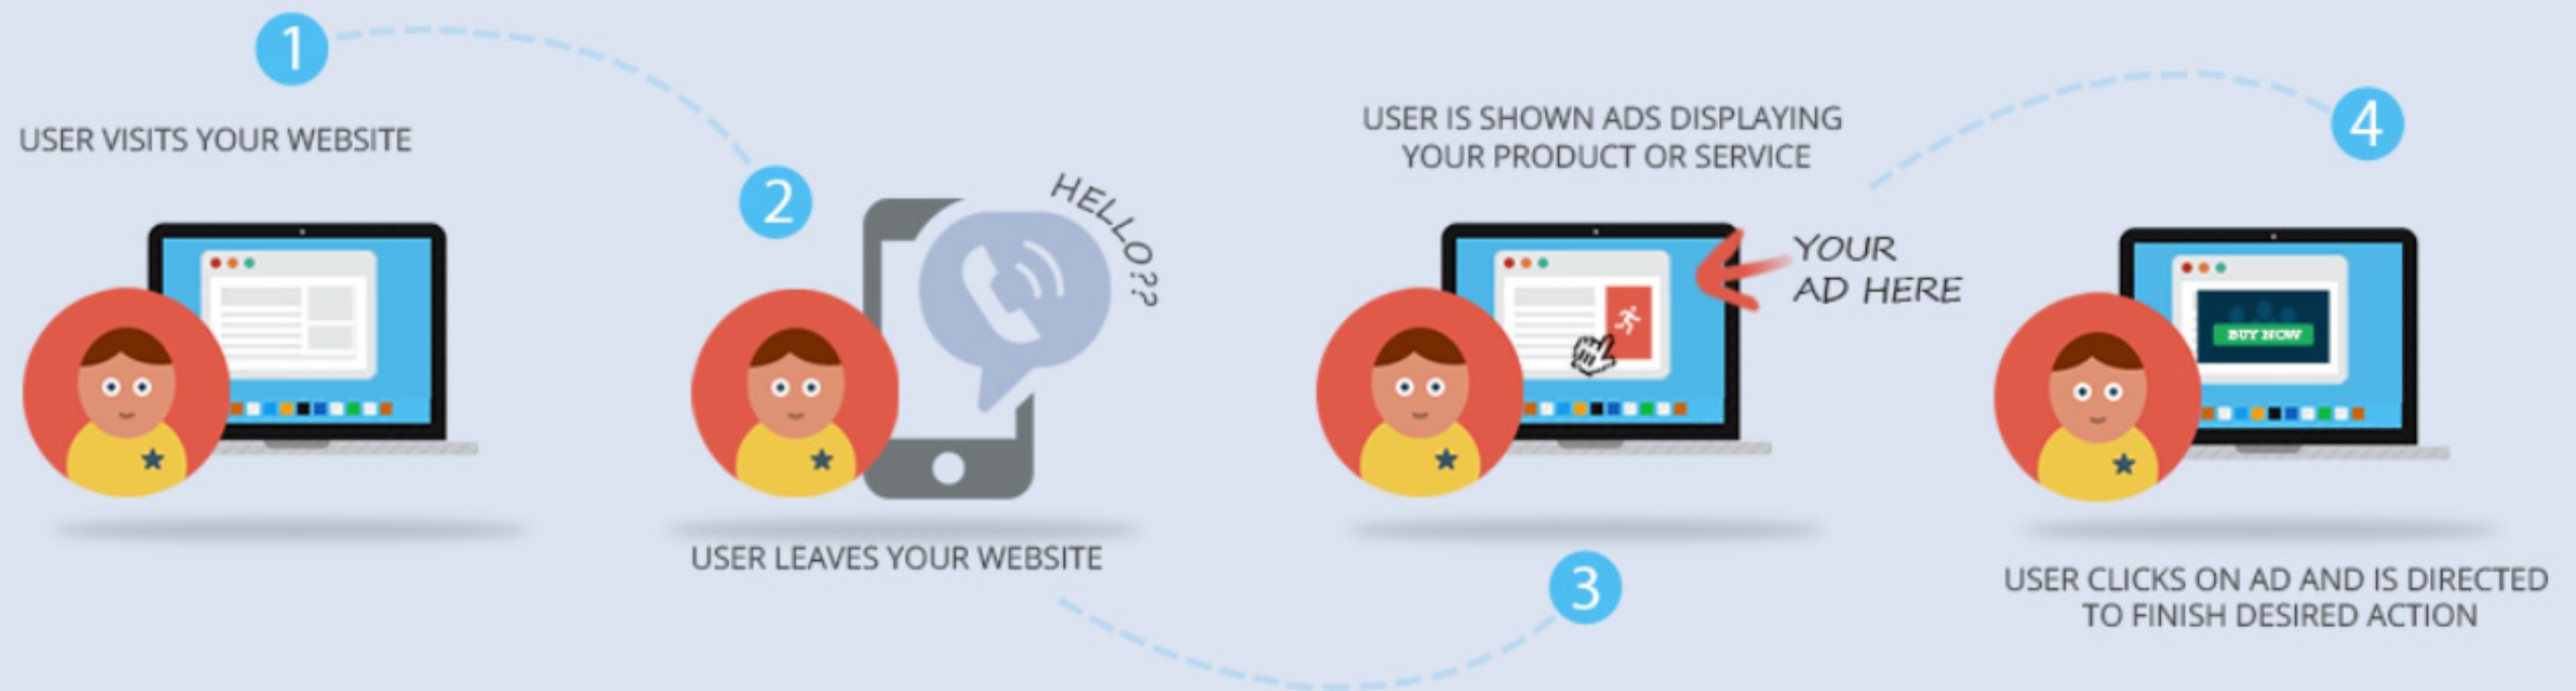 1
USER VISITS YOUR WEBSITE
2
HELLO??
USER LEAVES YOUR WEBSITE
USER IS SHOWN ADS DISPLAYING
YOUR PRODUCT OR SERVICE
YOUR
AD HERE
3
4
BUY NOW
USER CLICKS ON AD AND IS DIRECTED
TO FINISH DESIRED ACTION